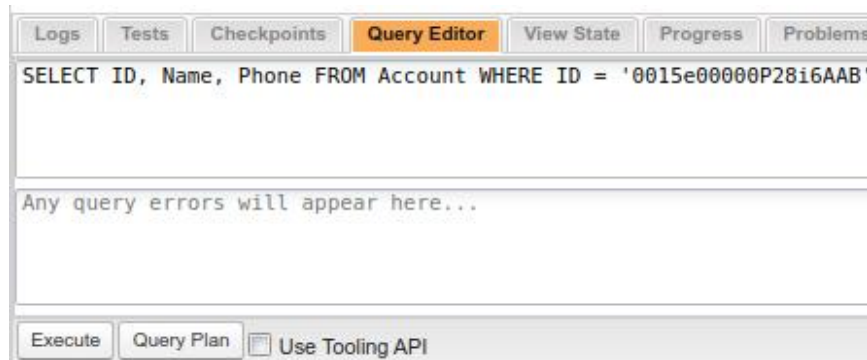 Logs Tests Checkpoints Query Editor View State Progress Problems
SELECT ID, Name, Phone FROM Account WHERE ID = '0015e00000P28i6AAB'
Any query errors will appear here...
Execute Query Plan Use Tooling API